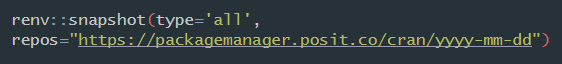 renv::snapshot(type='all',
repos="https://packagemanager.posit.co/cran/yyyy-mm-dd")